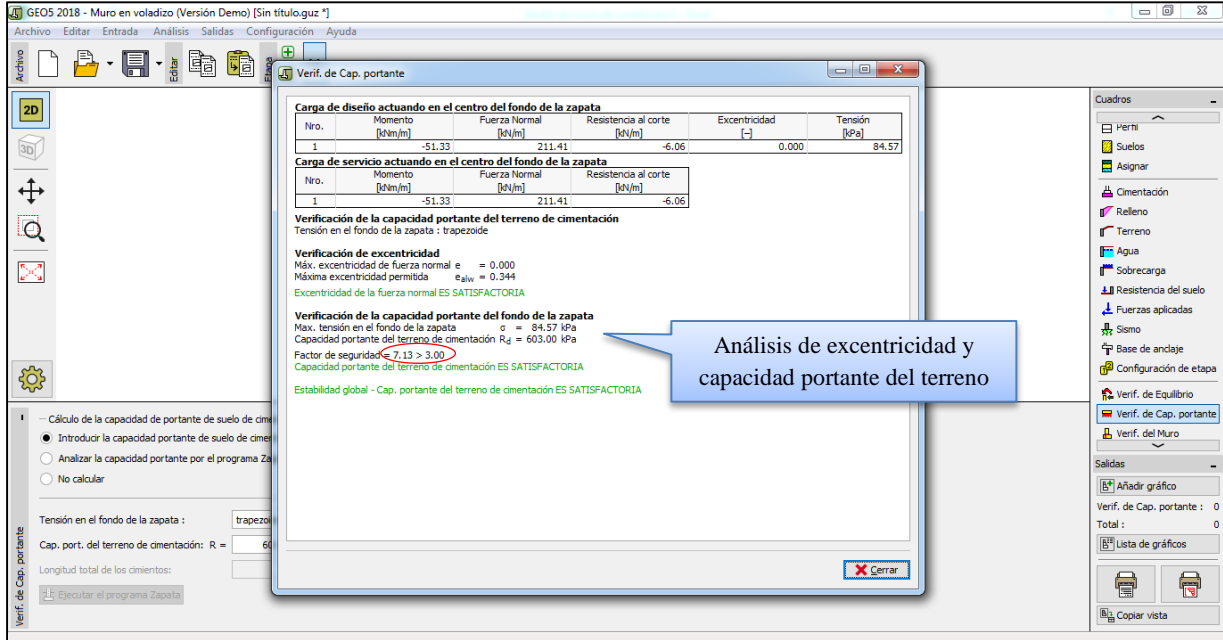 GEO5 2018 - Muro en voladizo (Versión Demo) [Sin título.guz *]
Archivo Editar Entrada Análisis Salidas Configuración Ayuda
Archivo
Editar
Etapa
2D
3D
Verif. de Cap. portante
Carga de diseño actuando en el centro del fondo de la zapata
Nro. Momento [kNm/m] Fuerza Normal [kN/m] Resistencia al corte [kN/m] Excentricidad [–] Tensión [kPa]
1 -51.33 211.41 -6.06 0.000 84.57
Carga de servicio actuando en el centro del fondo de la zapata
Nro. Momento [kNm/m] Fuerza Normal [kN/m] Resistencia al corte [kN/m]
1 -51.33 211.41 -6.06
Verificación de la capacidad portante del terreno de cimentación
Tensión en el fondo de la zapata : trapezoide
Verificación de excentricidad
Máx. excentricidad de fuerza normal e = 0.000
Máxima excentricidad permitida e_alw = 0.344
Excentricidad de la fuerza normal ES SATISFACTORIA
Verificación de la capacidad portante del fondo de la zapata
Max. tensión en el fondo de la zapata σ = 84.57 kPa
Capacidad portante del terreno de cimentación R_d = 603.00 kPa
Factor de seguridad = 7.13 > 3.00
Capacidad portante del terreno de cimentación ES SATISFACTORIA
Estabilidad global - Cap. portante del terreno de cimentación ES SATISFACTORIA
Análisis de excentricidad y
capacidad portante del terreno
Cerrar
Cálculo de la capacidad de portante de suelo de cime
Introducir la capacidad portante de suelo de cimer
Analizar la capacidad portante por el programa Za
No calcular
Tensión en el fondo de la zapata : trapezoi
Cap. port. del terreno de cimentación: R = 60
Longitud total de los cimientos:
Ejecutar el programa Zapata
Verif. de Cap. portante
Cuadros
Perfil
Suelos
Asignar
Cimentación
Relleno
Terreno
Agua
Sobrecarga
Resistencia del suelo
Fuerzas aplicadas
Sismo
Base de anclaje
Configuración de etapa
Verif. de Equilibrio
Verif. de Cap. portante
Verif. del Muro
Salidas
Añadir gráfico
Verif. de Cap. portante : 0
Total : 0
Lista de gráficos
Copiar vista